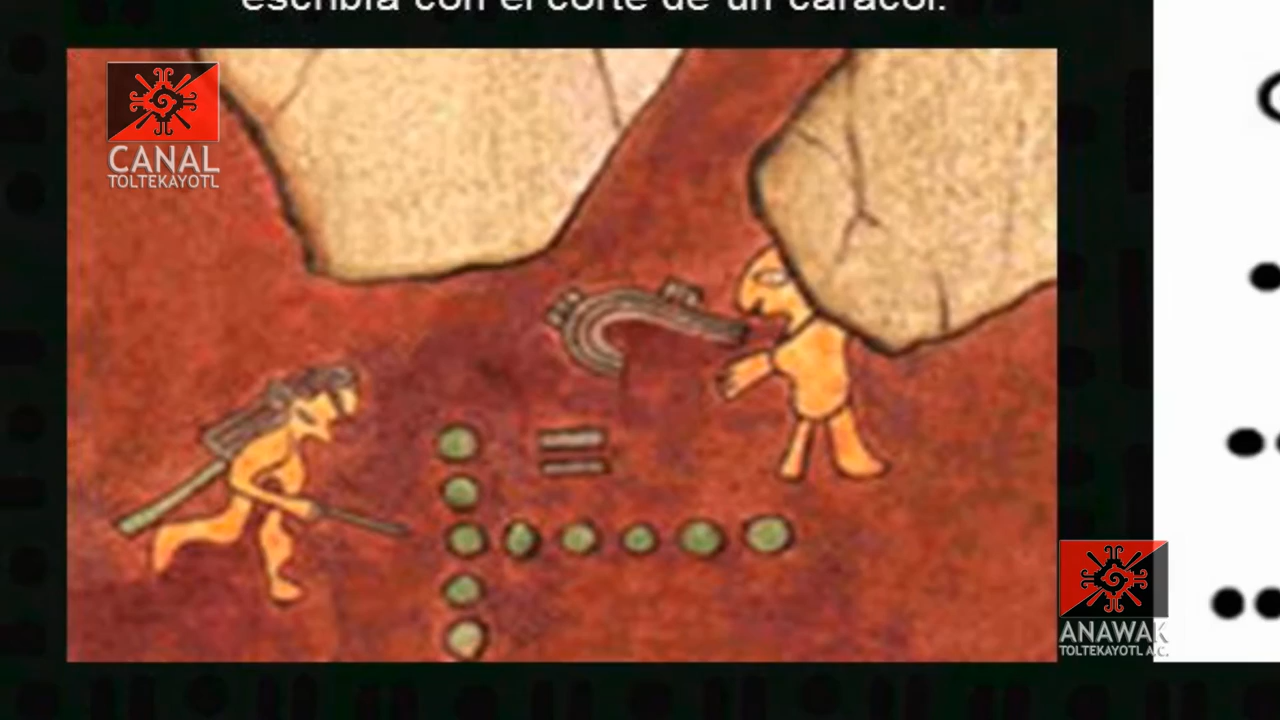 escribía con el corte de un caracol.
CANAL
TOLTEKAYOTL
ANAWAK
TOLTEKAYOTL A.C.